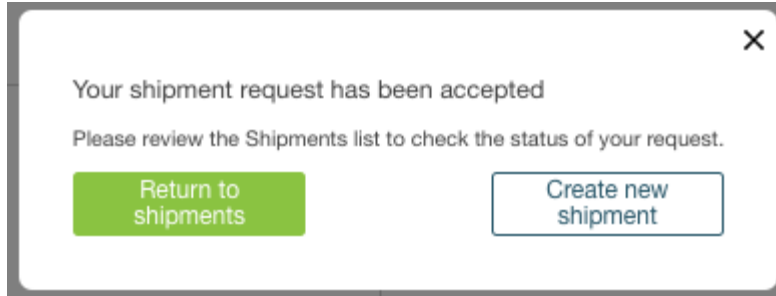 Your shipment request has been accepted
Please review the Shipments list to check the status of your request.
Return to
shipments
Create new
shipment